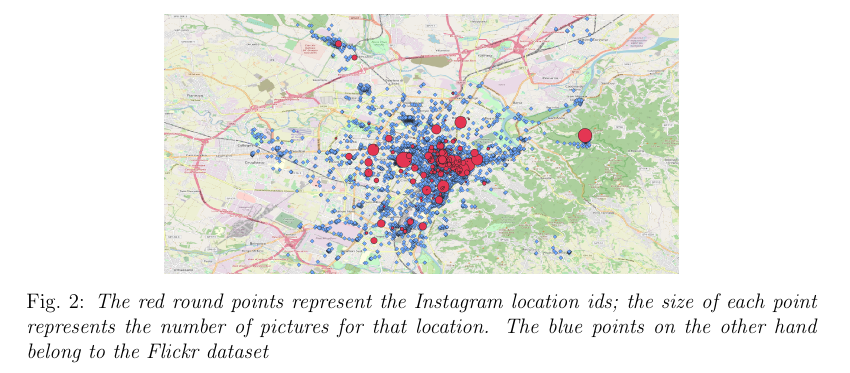 Fig. 2: The red round points represent the Instagram location ids; the size of each point
represents the number of pictures for that location. The blue points on the other hand
belong to the Flickr dataset